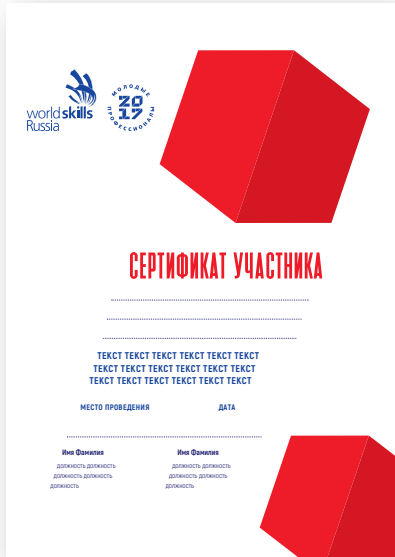 worldskills
Russia
МОЛОДЫЕ
2017
ПРОФЕССИОНАЛЫ
СЕРТИФИКАТ УЧАСТНИКА
ТЕКСТ ТЕКСТ ТЕКСТ ТЕКСТ ТЕКСТ ТЕКСТ
ТЕКСТ ТЕКСТ ТЕКСТ ТЕКСТ ТЕКСТ ТЕКСТ
ТЕКСТ ТЕКСТ ТЕКСТ ТЕКСТ ТЕКСТ ТЕКСТ
МЕСТО ПРОВЕДЕНИЯ ДАТА
Имя Фамилия Имя Фамилия
ДОЛЖНОСТЬ ДОЛЖНОСТЬ ДОЛЖНОСТЬ ДОЛЖНОСТЬ
ДОЛЖНОСТЬ ДОЛЖНОСТЬ ДОЛЖНОСТЬ ДОЛЖНОСТЬ
ДОЛЖНОСТЬ ДОЛЖНОСТЬ